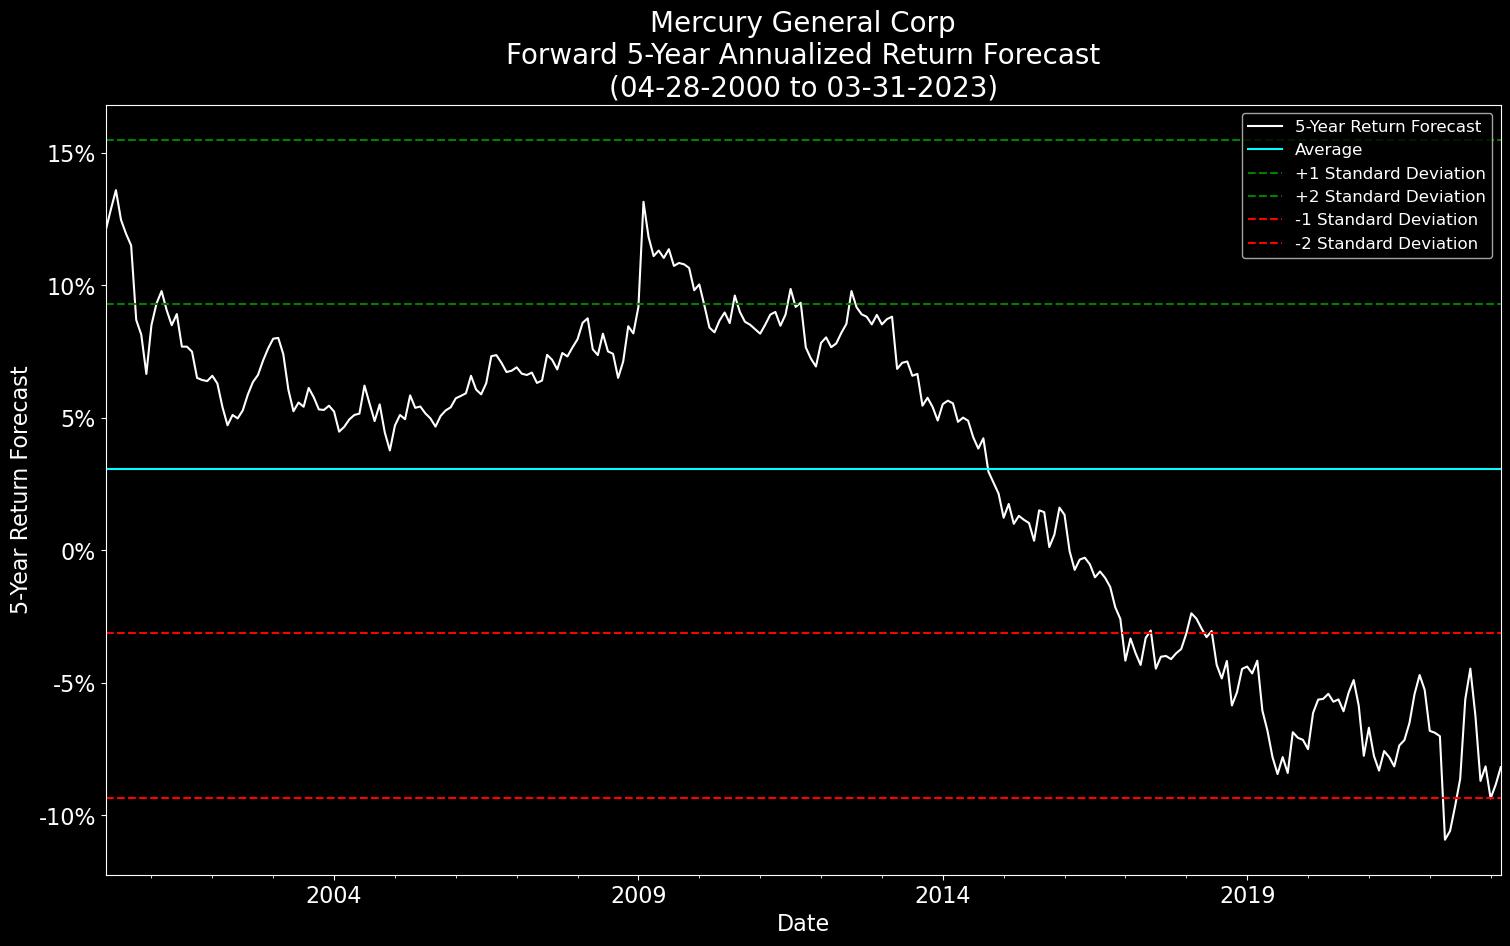 Mercury General Corp
Forward 5-Year Annualized Return Forecast
(04-28-2000 to 03-31-2023)
5-Year Return Forecast
Average
+1 Standard Deviation
+2 Standard Deviation
-1 Standard Deviation
-2 Standard Deviation
15%
10%
5%
0%
-5%
-10%
5-Year Return Forecast
2004 2009 2014 2019
Date